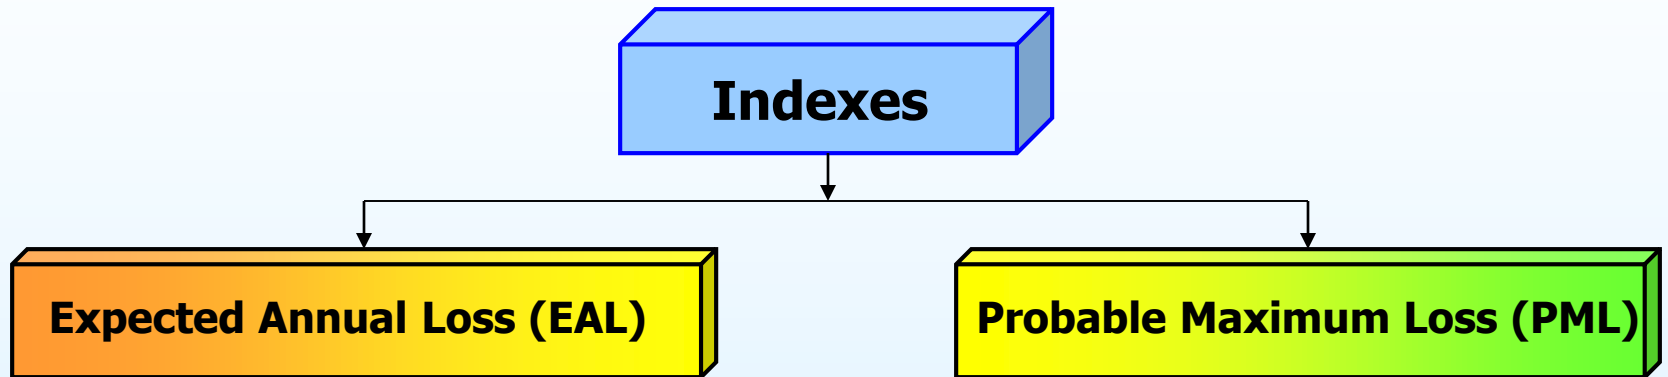 Indexes
Expected Annual Loss (EAL)
Probable Maximum Loss (PML)